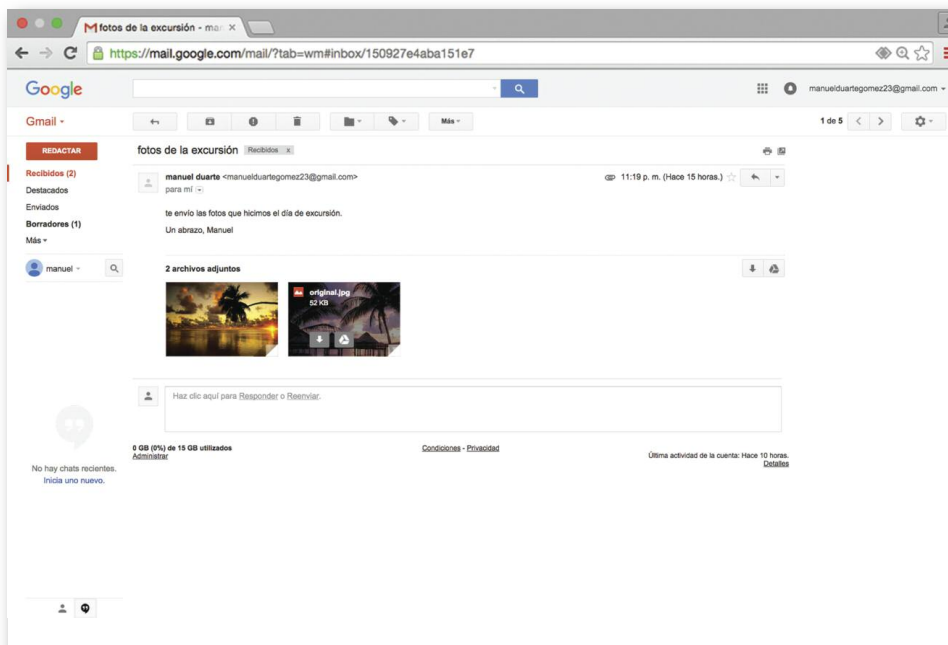 fotos de la excursión - mar
https://mail.google.com/mail/?tab=wm#inbox/150927e4aba151e7
Google
manuelduartegomez23@gmail.com
Gmail
Más
1 de 5
REDACTAR
fotos de la excursión Recibidos x
Recibidos (2)
Destacados
Enviados
Borradores (1)
Más
manuel
manuel duarte <manuelduartegomez23@gmail.com>
11:19 p. m. (Hace 15 horas.)
para mí
te envío las fotos que hicimos el día de excursión.
Un abrazo, Manuel
2 archivos adjuntos
original.jpg
52 KB
Haz clic aquí para Responder o Reenviar.
0 GB (0%) de 15 GB utilizados
Administrar
Condiciones - Privacidad
Última actividad de la cuenta: Hace 10 horas.
Detalles
No hay chats recientes.
Inicia uno nuevo.